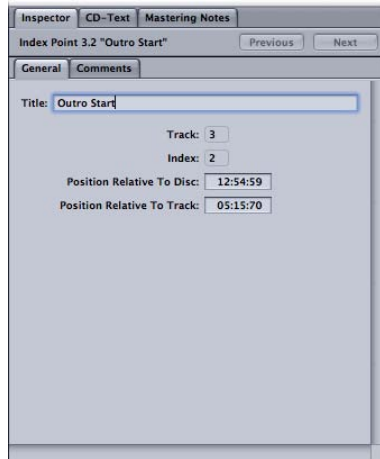 Inspector CD-Text Mastering Notes
Index Point 3.2 "Outro Start" Previous Next
General Comments
Title: Outro Start
Track: 3
Index: 2
Position Relative To Disc: 12:54:59
Position Relative To Track: 05:15:70